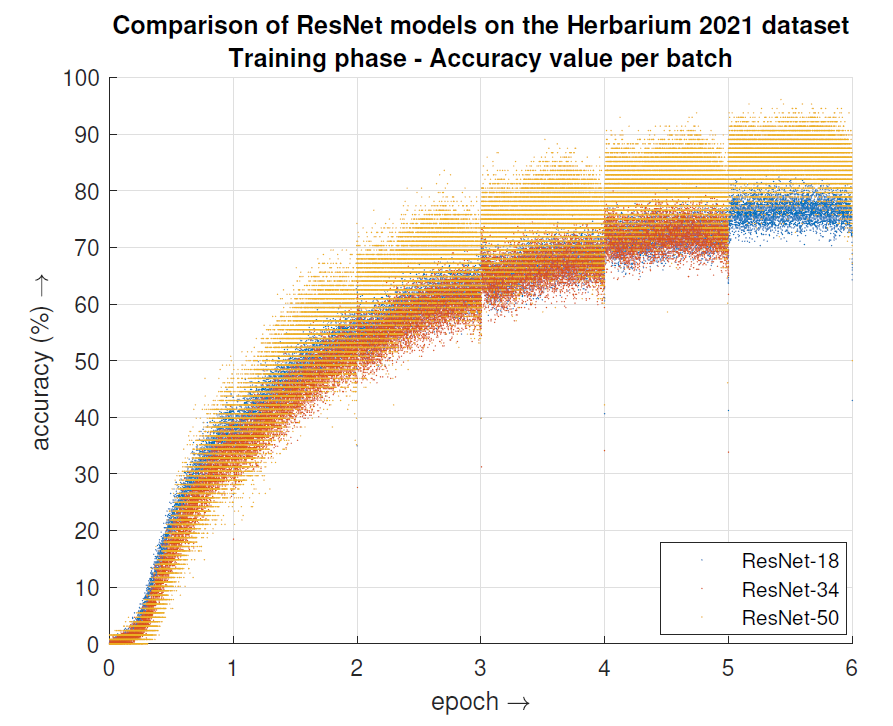 Comparison of ResNet models on the Herbarium 2021 dataset
Training phase - Accuracy value per batch
100
90
80
70
60
50
40
30
20
10
0
accuracy (%) →
ResNet-18
ResNet-34
ResNet-50
0 1 2 3 4 5 6
epoch →